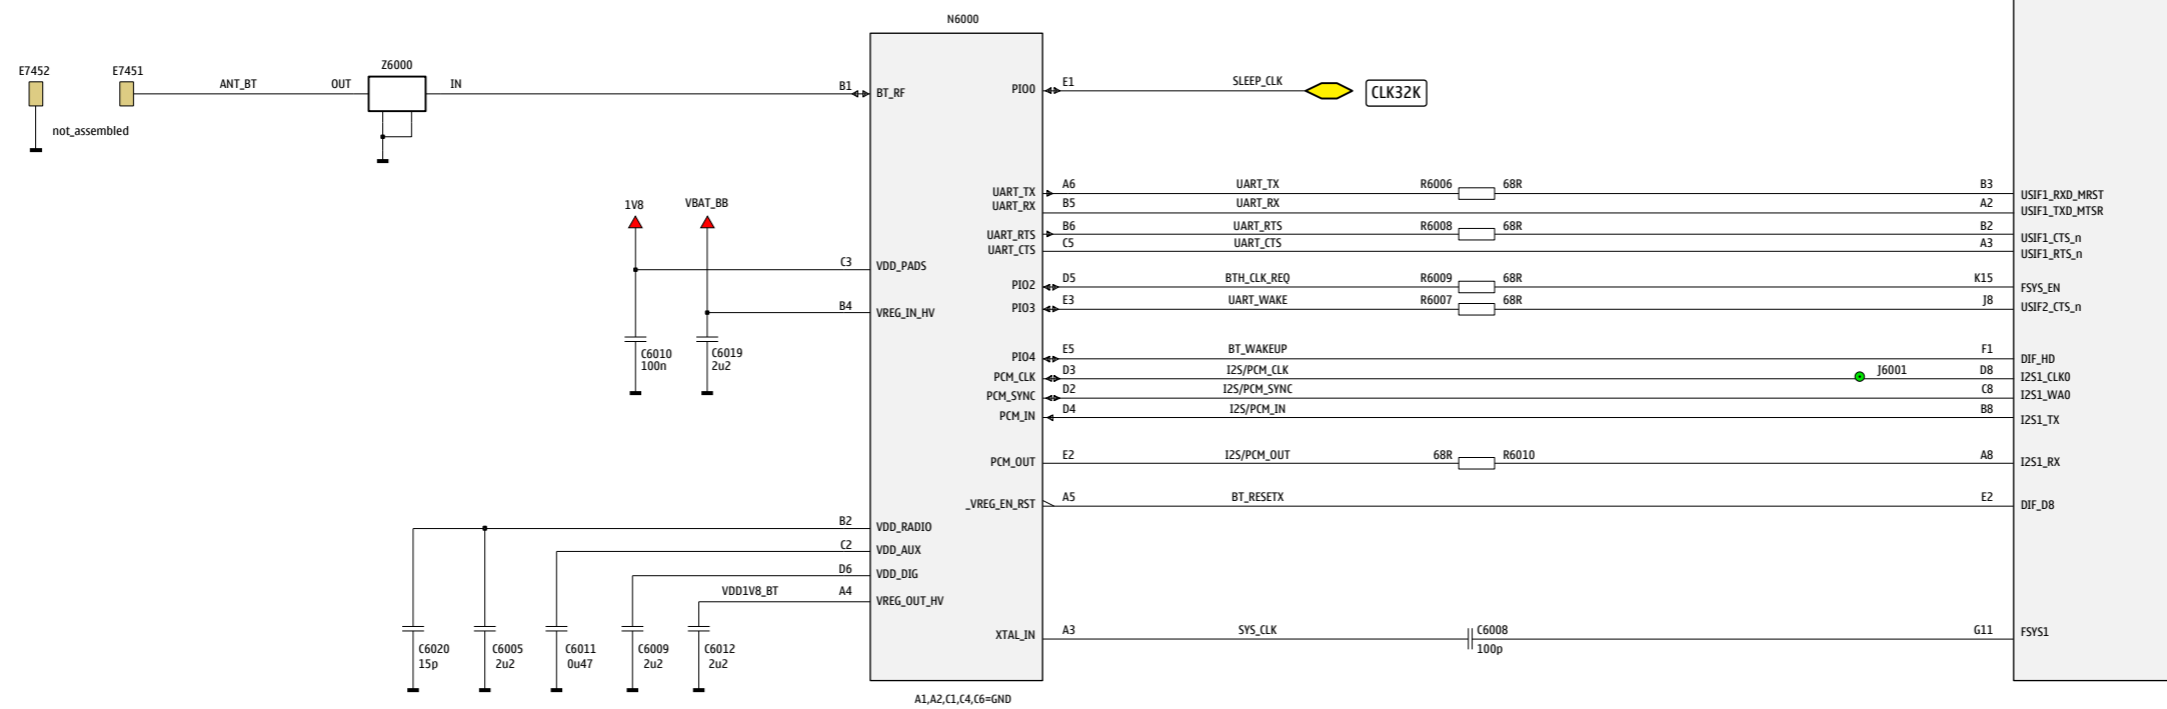 N6000
E7452
E7451
Z6000
ANT_BT
OUT
IN
B1
BT_RF
not_assembled
PIO0
E1
SLEEP_CLK
CLK32K
UART_TX
A6
UART_TX
R6006
68R
B3
USIF1_RXD_MRST
UART_RX
B5
UART_RX
A2
USIF1_TXD_MTSR
UART_RTS
B6
UART_RTS
R6008
68R
B2
USIF1_CTS_n
UART_CTS
C5
UART_CTS
A3
USIF1_RTS_n
1V8
VBAT_BB
C3
VDD_PADS
B4
VREG_IN_HV
C6010
100n
C6019
2u2
PIO2
D5
BTH_CLK_REQ
R6009
68R
K15
FSYS_EN
PIO3
E3
UART_WAKE
R6007
68R
J8
USIF2_CTS_n
PIO4
E5
BT_WAKEUP
F1
DIF_HD
PCM_CLK
D3
I2S/PCM_CLK
J6001
D8
I2S1_CLK0
PCM_SYNC
D2
I2S/PCM_SYNC
C8
I2S1_WA0
PCM_IN
D4
I2S/PCM_IN
B8
I2S1_TX
PCM_OUT
E2
I2S/PCM_OUT
68R
R6010
A8
I2S1_RX
_VREG_EN_RST
A5
BT_RESETX
E2
DIF_D8
B2
VDD_RADIO
C2
VDD_AUX
D6
VDD_DIG
VDD1V8_BT
A4
VREG_OUT_HV
C6020
15p
C6005
2u2
C6011
0u47
C6009
2u2
C6012
2u2
XTAL_IN
A3
SYS_CLK
C6008
100p
G11
FSYS1
A1,A2,C1,C4,C6=GND